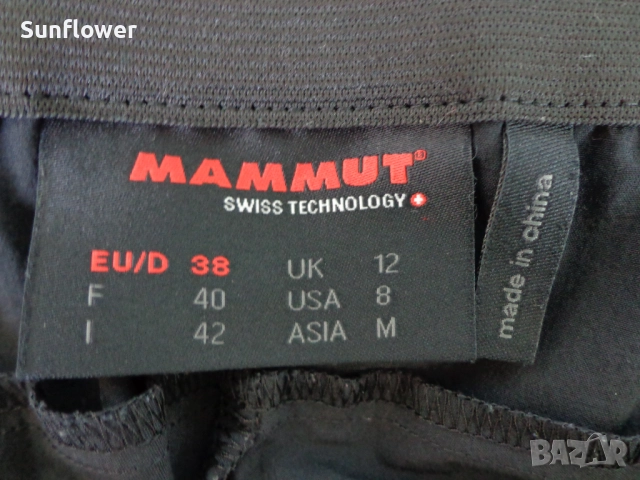 Sunflower
MAMMUT®
SWISS TECHNOLOGY
EU/D 38 UK 12
F 40 USA 8
I 42 ASIA M
made in china
BAZAR